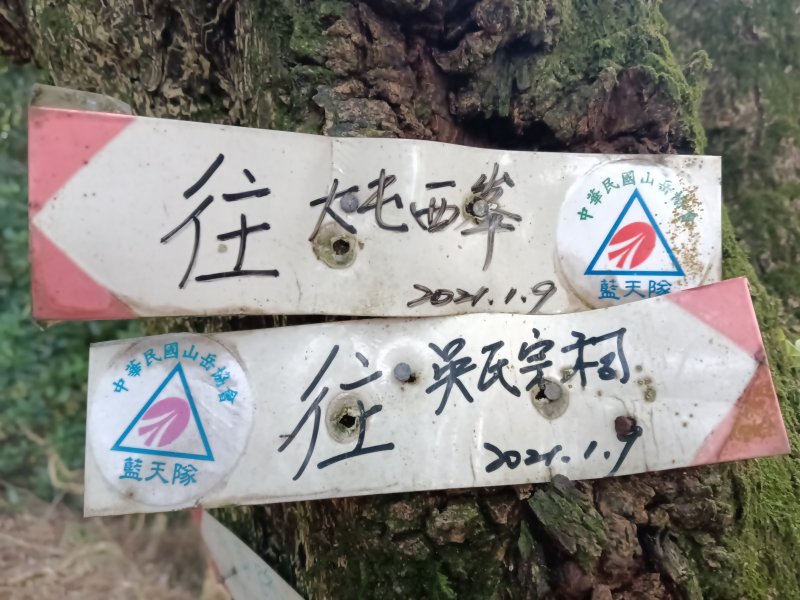 往 大屯西峯
2021.1.9
中華民國山岳協會
藍天隊
中華民國山岳協會
藍天隊
往 吳氏宗祠
2021.1.9